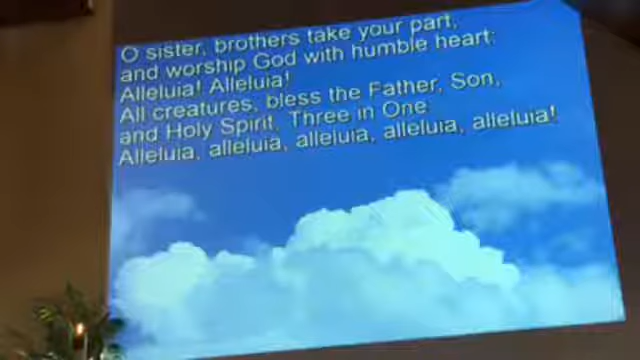 O sister, brothers take your part,
and worship God with humble heart;
Alleluia! Alleluia!
All creatures, bless the Father, Son,
and Holy Spirit, Three in One
Alleluia, alleluia, alleluia, alleluia, alleluia!